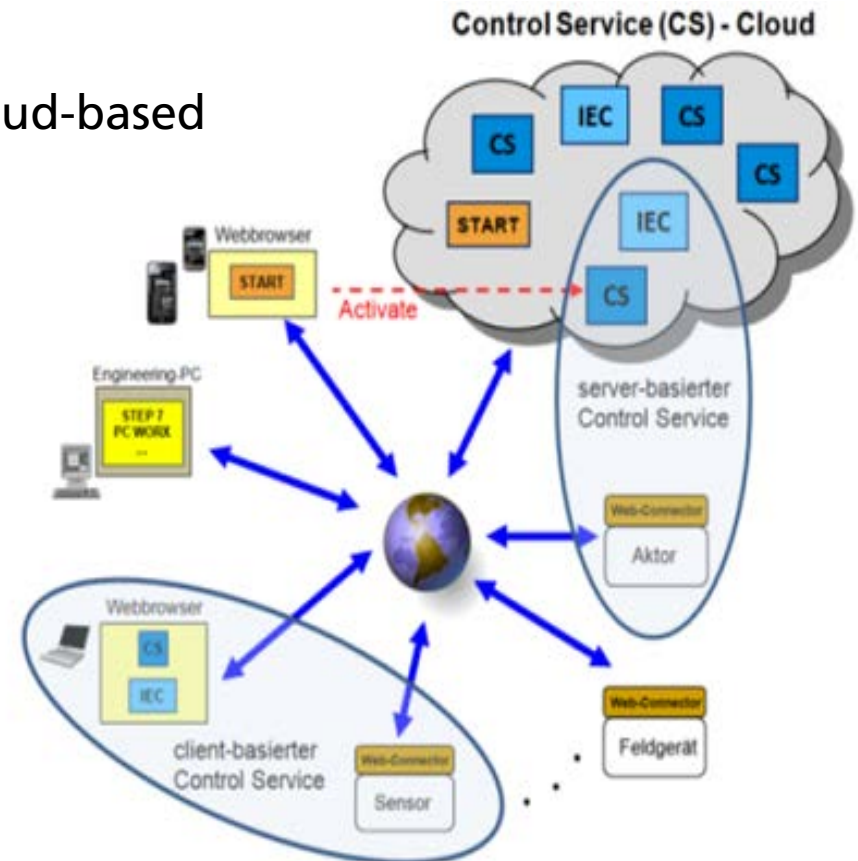 Control Service (CS) - Cloud
ud-based
IEC
CS
CS
CS
START
IEC
CS
Webbrowser
START
Activate
Engineering-PC
STEP 7
PC WORX
...
server-basierter
Control Service
Web-Connector
Aktor
Webbrowser
CS
IEC
client-basierter
Control Service
Web-Connector
Sensor
Web-Connector
Feldgerät